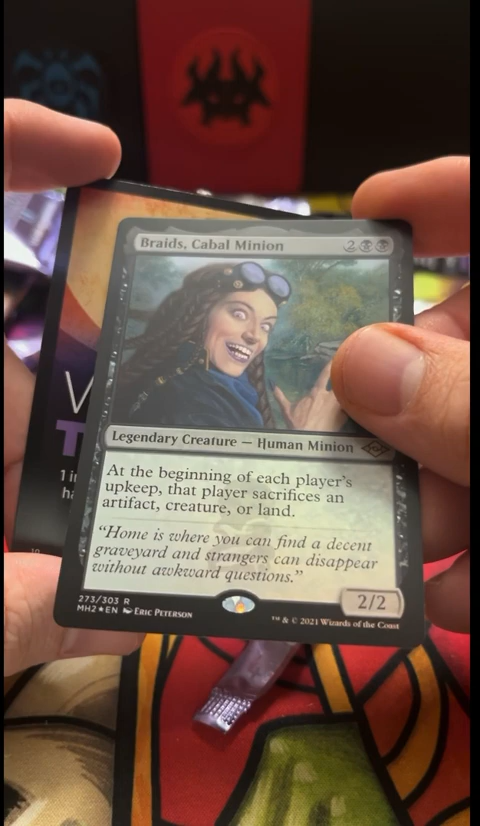 Braids, Cabal Minion 2
Legendary Creature — Human Minion
At the beginning of each player's
upkeep, that player sacrifices an
artifact, creature, or land.
“Home is where you can find a decent
graveyard and strangers can disappear
without awkward questions.”
2/2
273/303 R
MH2★EN Eric Peterson
™ & © 2021 Wizards of the Coast